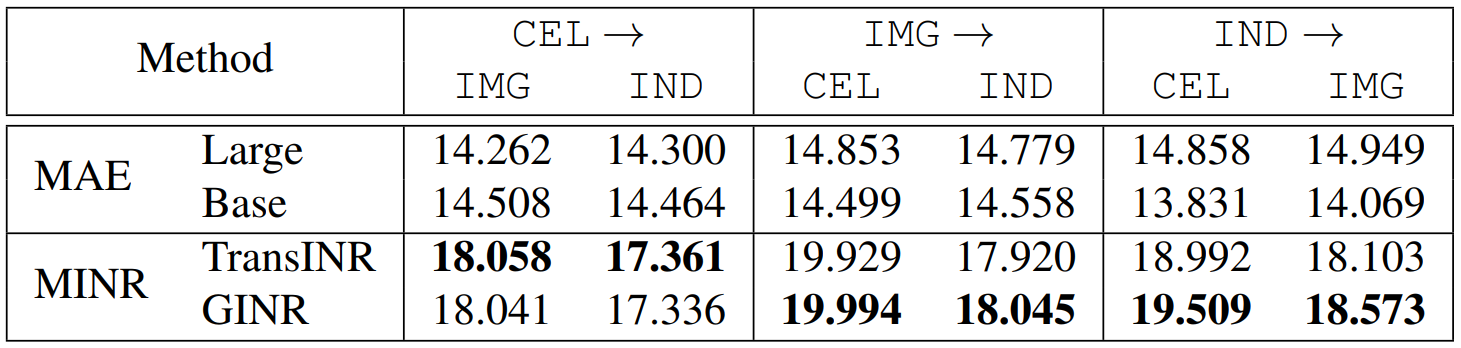 Method CEL → IMG → IND →
IMG IND CEL IND CEL IMG
MAE Large 14.262 14.300 14.853 14.779 14.858 14.949
Base 14.508 14.464 14.499 14.558 13.831 14.069
MINR TransINR 18.058 17.361 19.929 17.920 18.992 18.103
GINR 18.041 17.336 19.994 18.045 19.509 18.573